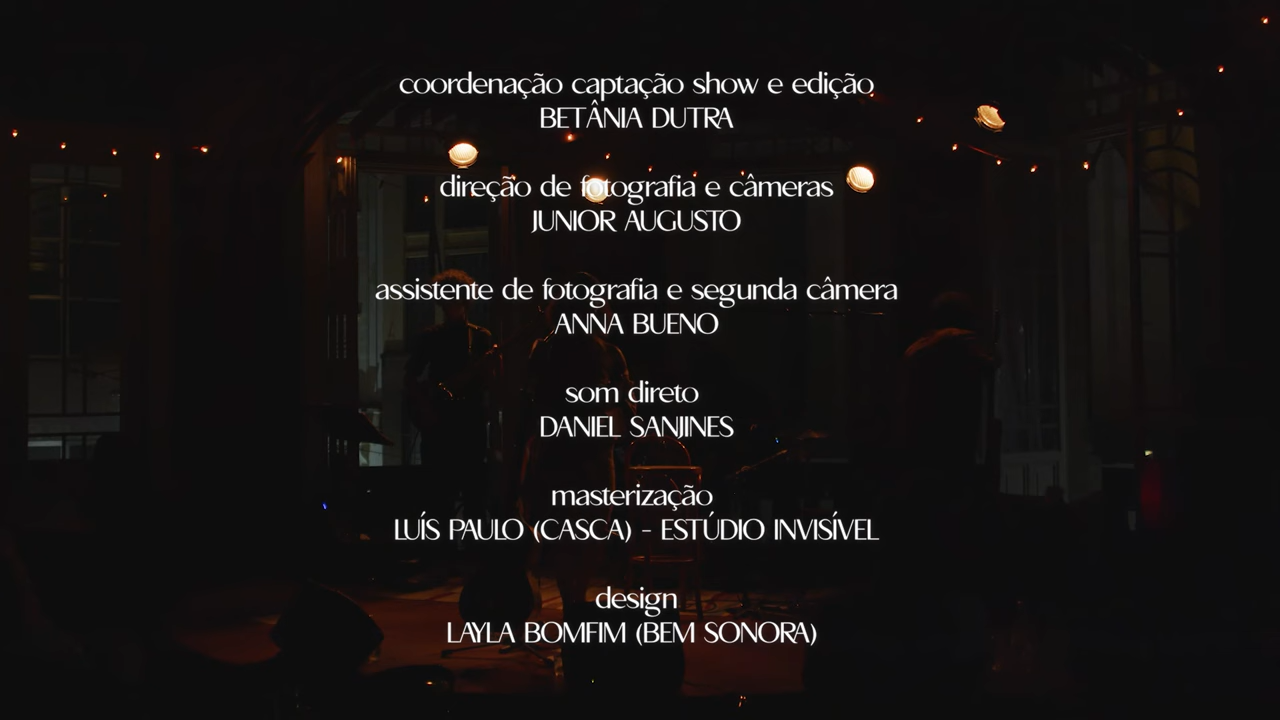 coordenação captação show e edição
BETÂNIA DUTRA
direção de fotografia e câmeras
JUNIOR AUGUSTO
assistente de fotografia e segunda câmera
ANNA BUENO
som direto
DANIEL SANJINES
masterização
LUÍS PAULO (CASCA) - ESTÚDIO INVISÍVEL
design
LAYLA BOMFIM (BEM SONORA)